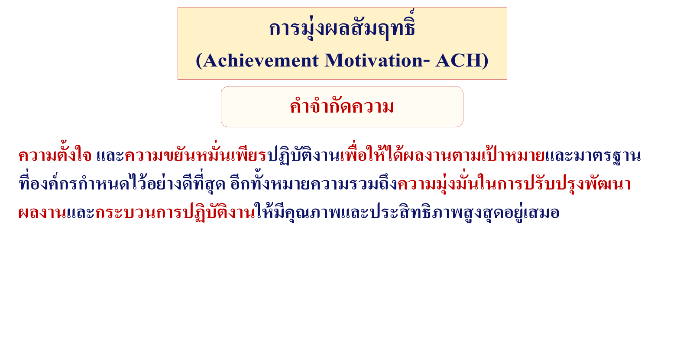 การมุ่งผลสัมฤทธิ์
(Achievement Motivation- ACH)
คำจำกัดความ
ความตั้งใจ และความขยันหมั่นเพียรปฏิบัติงานเพื่อให้ได้ผลงานตามเป้าหมายและมาตรฐาน
ที่องค์กรกำหนดไว้อย่างดีที่สุด อีกทั้งหมายความรวมถึงความมุ่งมั่นในการปรับปรุงพัฒนา
ผลงานและกระบวนการปฏิบัติงานให้มีคุณภาพและประสิทธิภาพสูงสุดอยู่เสมอ